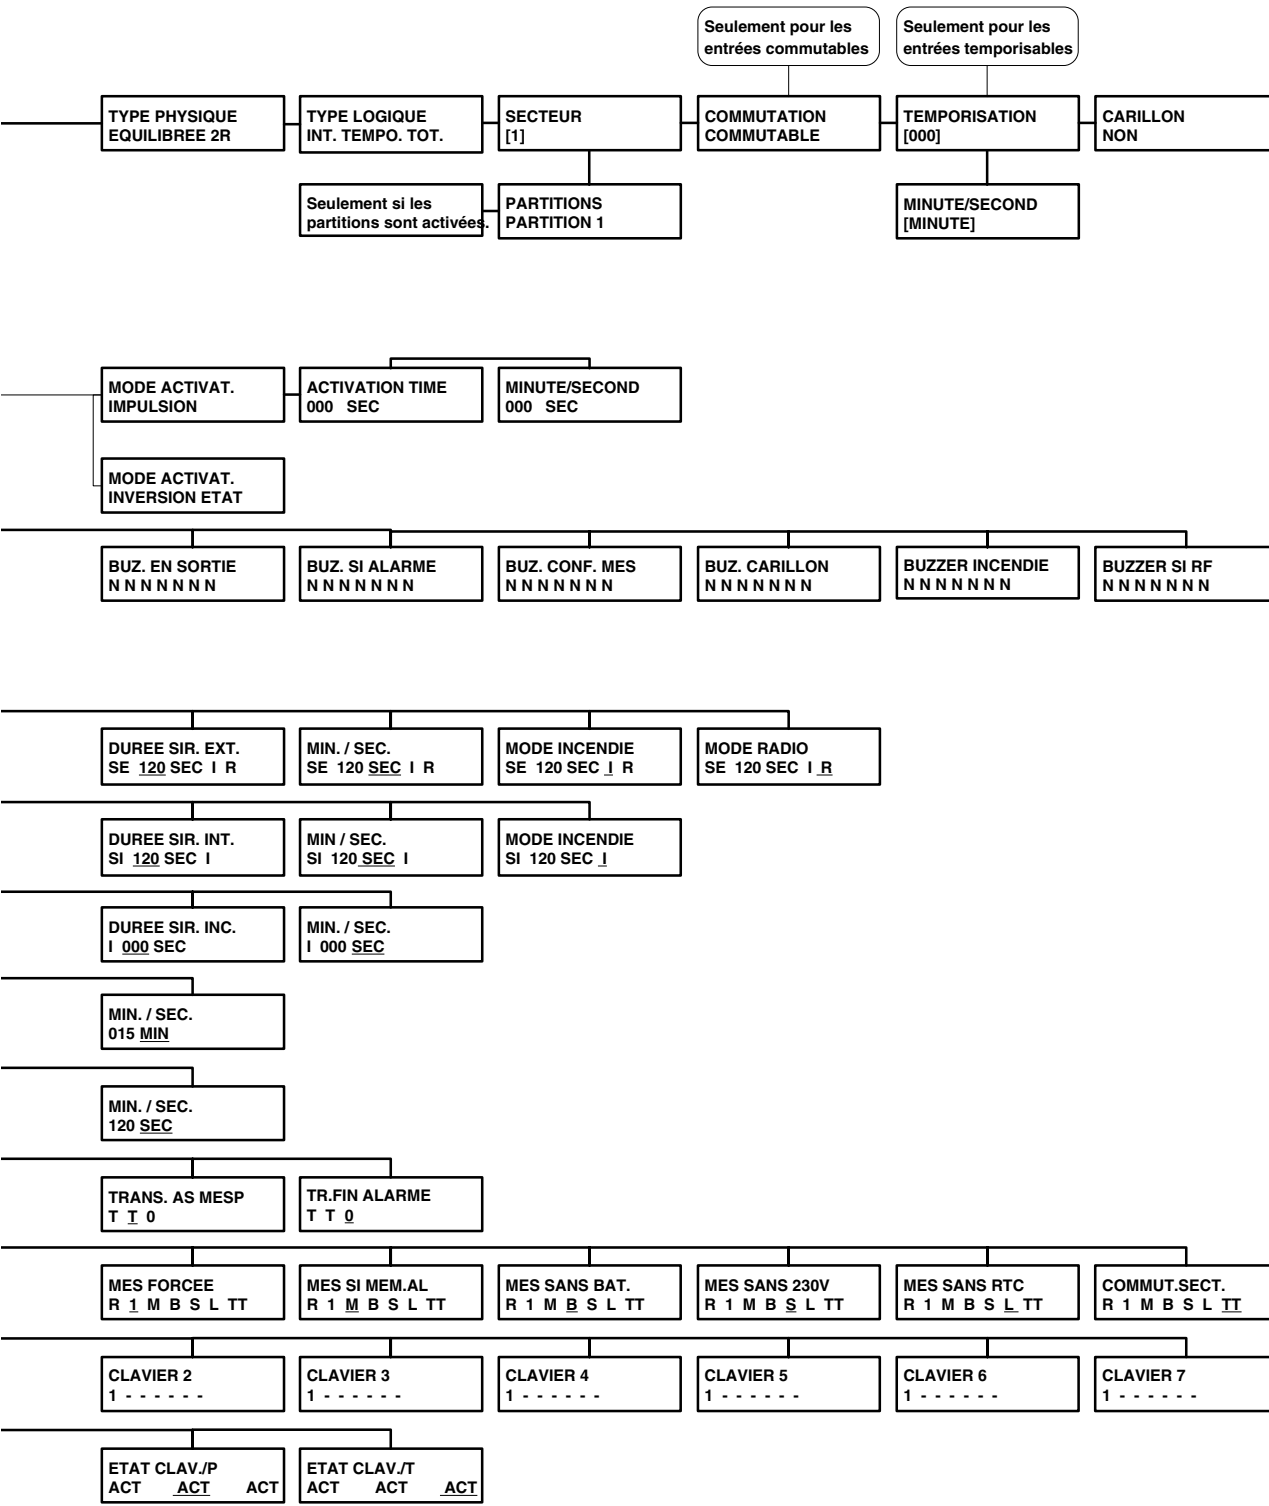 Seulement pour les
entrées commutables
Seulement pour les
entrées temporisables
TYPE PHYSIQUE
EQUILIBREE 2R
TYPE LOGIQUE
INT. TEMPO. TOT.
SECTEUR
[1]
COMMUTATION
COMMUTABLE
TEMPORISATION
[000]
CARILLON
NON
Seulement si les
partitions sont activées.
PARTITIONS
PARTITION 1
MINUTE/SECOND
[MINUTE]
MODE ACTIVAT.
IMPULSION
ACTIVATION TIME
000 SEC
MINUTE/SECOND
000 SEC
MODE ACTIVAT.
INVERSION ETAT
BUZ. EN SORTIE
N N N N N N N
BUZ. SI ALARME
N N N N N N N
BUZ. CONF. MES
N N N N N N N
BUZ. CARILLON
N N N N N N N
BUZZER INCENDIE
N N N N N N N
BUZZER SI RF
N N N N N N N
DUREE SIR. EXT.
SE 120 SEC I R
MIN. / SEC.
SE 120 SEC I R
MODE INCENDIE
SE 120 SEC I R
MODE RADIO
SE 120 SEC I R
DUREE SIR. INT.
SI 120 SEC I
MIN / SEC.
SI 120 SEC I
MODE INCENDIE
SI 120 SEC I
DUREE SIR. INC.
I 000 SEC
MIN. / SEC.
I 000 SEC
MIN. / SEC.
015 MIN
MIN. / SEC.
120 SEC
TRANS. AS MESP
T T 0
TR.FIN ALARME
T T 0
MES FORCEE
R 1 M B S L TT
MES SI MEM.AL
R 1 M B S L TT
MES SANS BAT.
R 1 M B S L TT
MES SANS 230V
R 1 M B S L TT
MES SANS RTC
R 1 M B S L TT
COMMUT.SECT.
R 1 M B S L TT
CLAVIER 2
1 - - - - - -
CLAVIER 3
1 - - - - - -
CLAVIER 4
1 - - - - - -
CLAVIER 5
1 - - - - - -
CLAVIER 6
1 - - - - - -
CLAVIER 7
1 - - - - - -
ETAT CLAV./P
ACT ACT ACT
ETAT CLAV./T
ACT ACT ACT